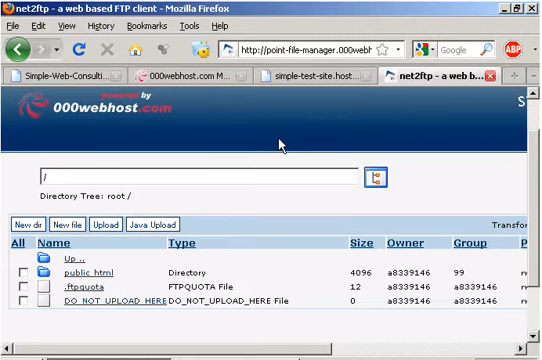 net2ftp - a web based FTP client - Mozilla Firefox
File Edit View History Bookmarks Tools Help
http://point-file-manager.000webh Google ABP
Simple-Web-Consulti... 000webhost.com M... simple-test-site.host... net2ftp - a web b...
powered by
000webhost.com
/
Directory Tree: root /
New dir New file Upload Java Upload Transfor
All Name Type Size Owner Group
Up ..
public_html Directory 4096 a8339146 99
.ftpquota FTPQUOTA File 12 a8339146 a8339146
DO_NOT_UPLOAD_HERE DO_NOT_UPLOAD_HERE File 0 a8339146 a8339146